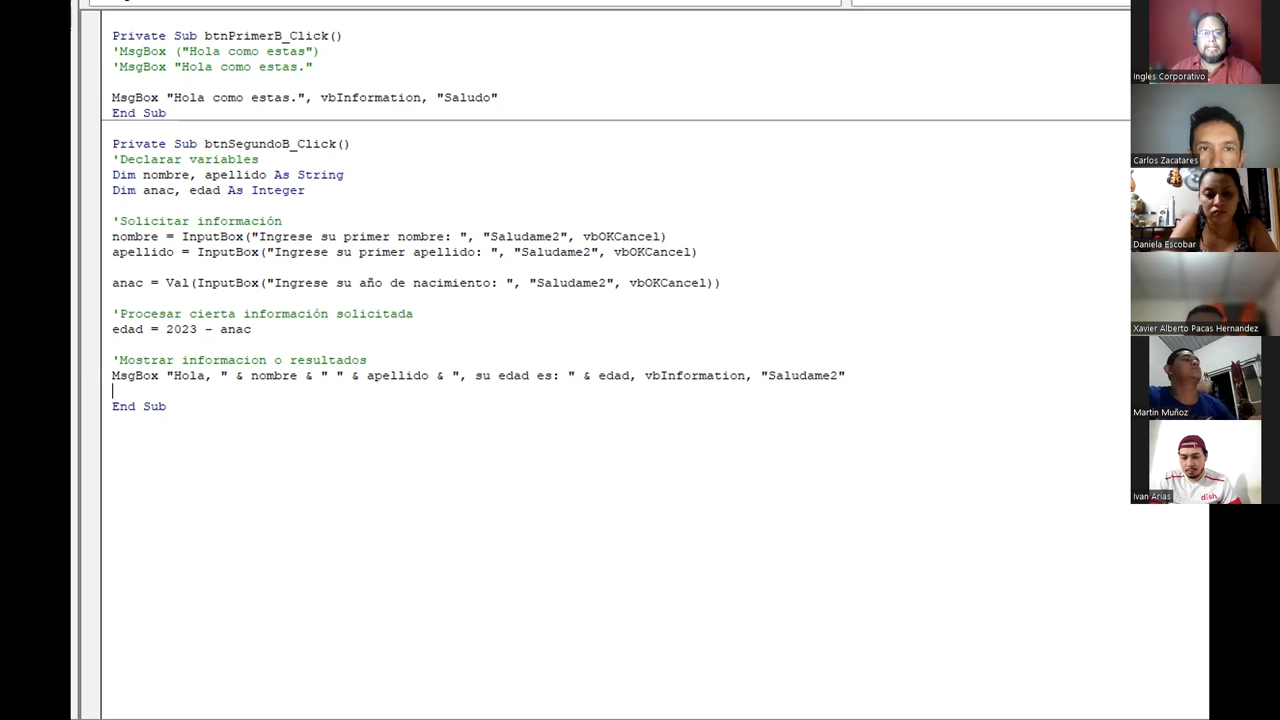 Private Sub btnPrimerB_Click()
'MsgBox ("Hola como estas")
'MsgBox "Hola como estas."
MsgBox "Hola como estas.", vbInformation, "Saludo"
End Sub
Private Sub btnSegundoB_Click()
'Declarar variables
Dim nombre, apellido As String
Dim anac, edad As Integer
'Solicitar información
nombre = InputBox("Ingrese su primer nombre: ", "Saludame2", vbOKCancel)
apellido = InputBox("Ingrese su primer apellido: ", "Saludame2", vbOKCancel)
anac = Val(InputBox("Ingrese su año de nacimiento: ", "Saludame2", vbOKCancel))
'Procesar cierta información solicitada
edad = 2023 - anac
'Mostrar informacion o resultados
MsgBox "Hola, " & nombre & " " & apellido & ", su edad es: " & edad, vbInformation, "Saludame2"
End Sub
Ingles Corporativo
Carlos Zacatares
Daniela Escobar
Xavier Alberto Pacas Hernandez
Martin Muñoz
Ivan Arias
dish